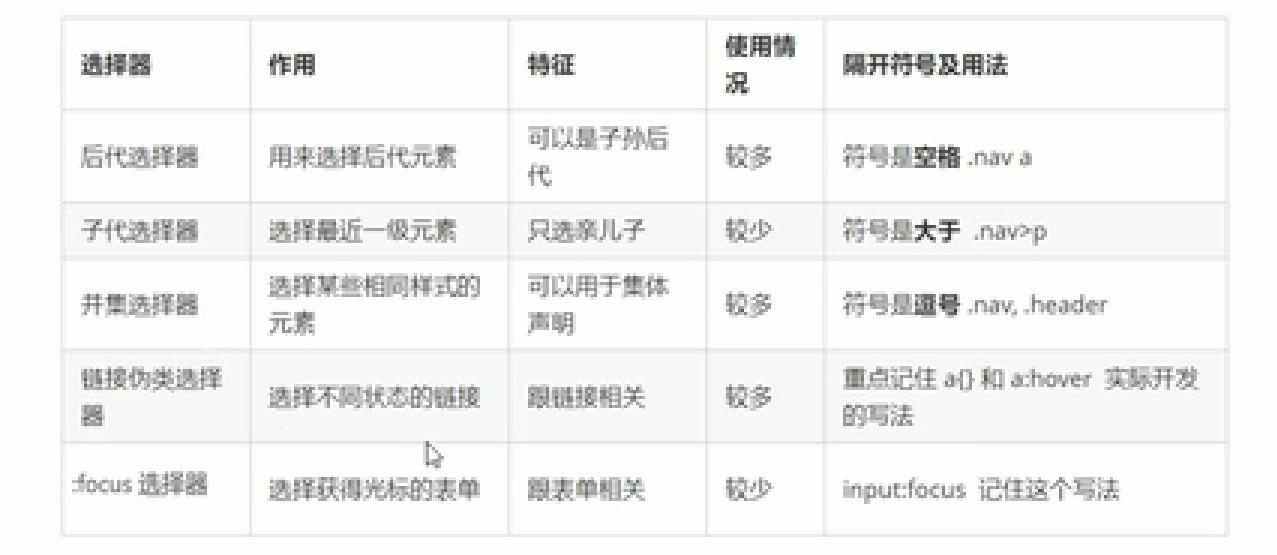 选择器 作用 特征 使用情况 隔开符号及用法
后代选择器 用来选择后代元素 可以是子孙后代 较多 符号是空格 .nav a
子代选择器 选择最近一级元素 只选亲儿子 较少 符号是大于 .nav>p
并集选择器 选择某些相同样式的元素 可以用于集体声明 较多 符号是逗号 .nav, .header
链接伪类选择器 选择不同状态的链接 跟链接相关 较多 重点记住 a{} 和 a:hover 实际开发的写法
:focus 选择器 选择获得光标的表单 跟表单相关 较少 input:focus 记住这个写法